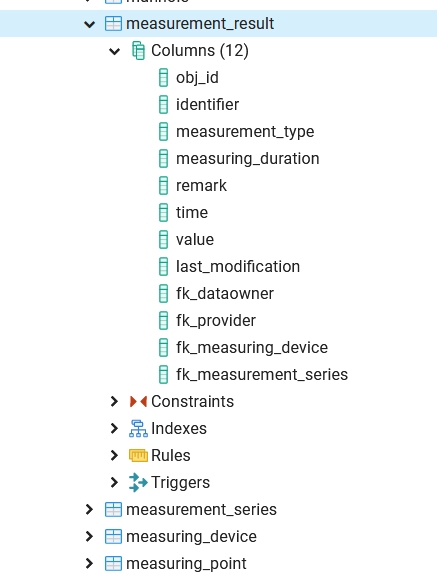 measurement_result
Columns (12)
obj_id
identifier
measurement_type
measuring_duration
remark
time
value
last_modification
fk_dataowner
fk_provider
fk_measuring_device
fk_measurement_series
Constraints
Indexes
Rules
Triggers
measurement_series
measuring_device
measuring_point